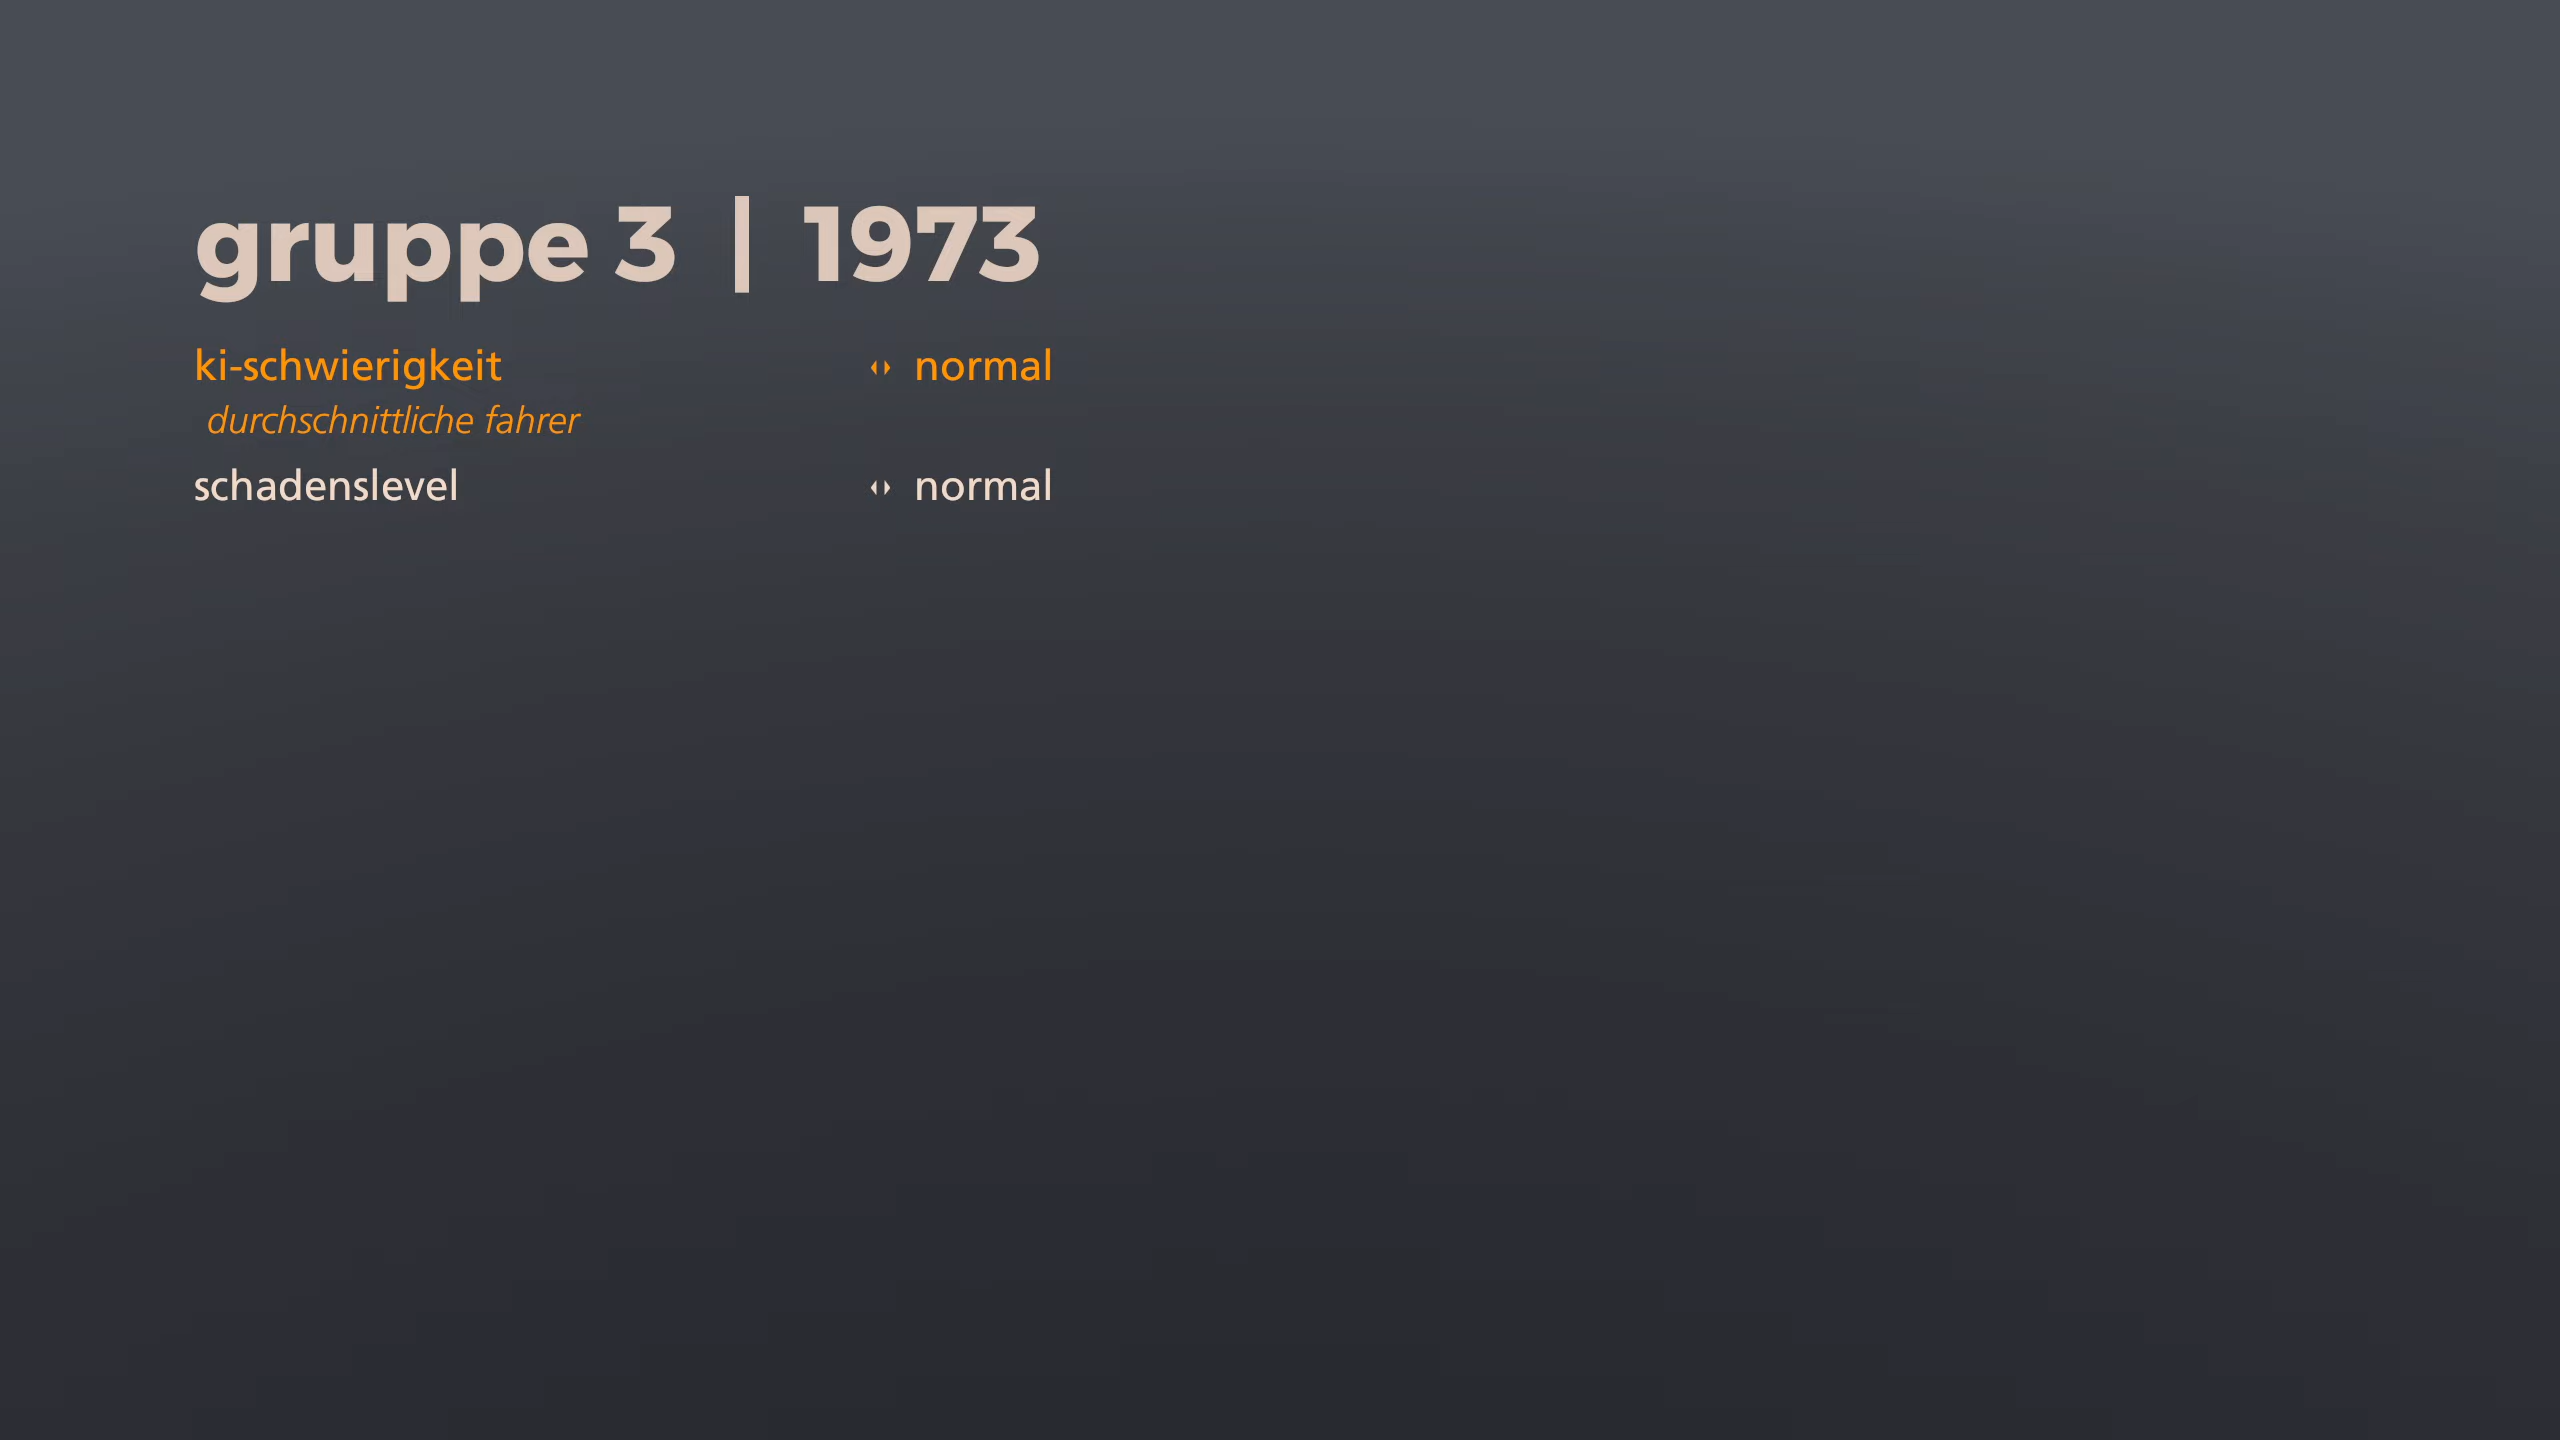 gruppe 3 | 1973
ki-schwierigkeit normal
durchschnittliche fahrer
schadenslevel normal